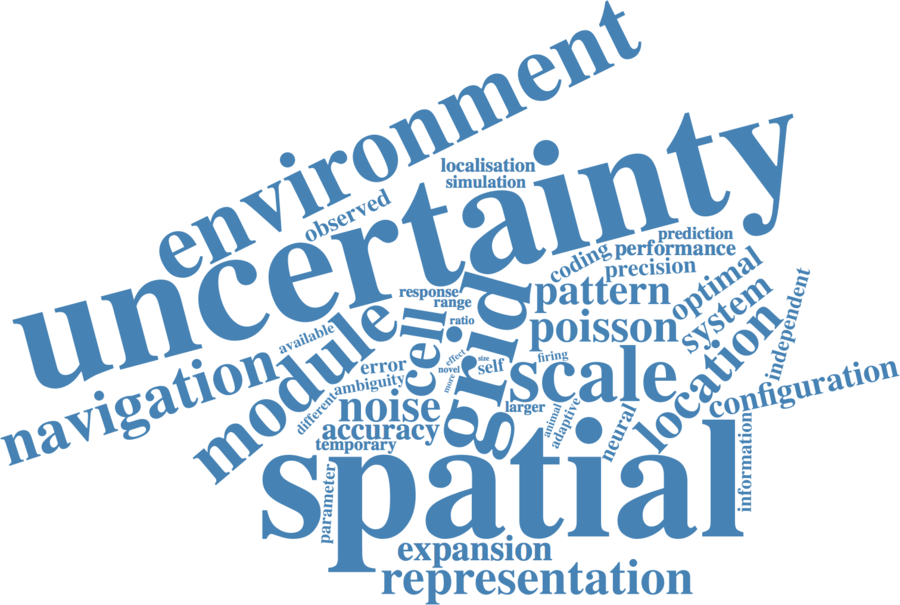 environment
localisation
simulation
observed
uncertainty
prediction
performance
coding
precision
optimal
response
range
pattern
system
independent
ratio
poisson
available
module
cell
grid
navigation
error
effect
novel
more
size
self
firing
scale
location
configuration
ambiguity
different
noise
accuracy
temporary
larger
animal
adaptive
neural
information
spatial
parameter
expansion
representation